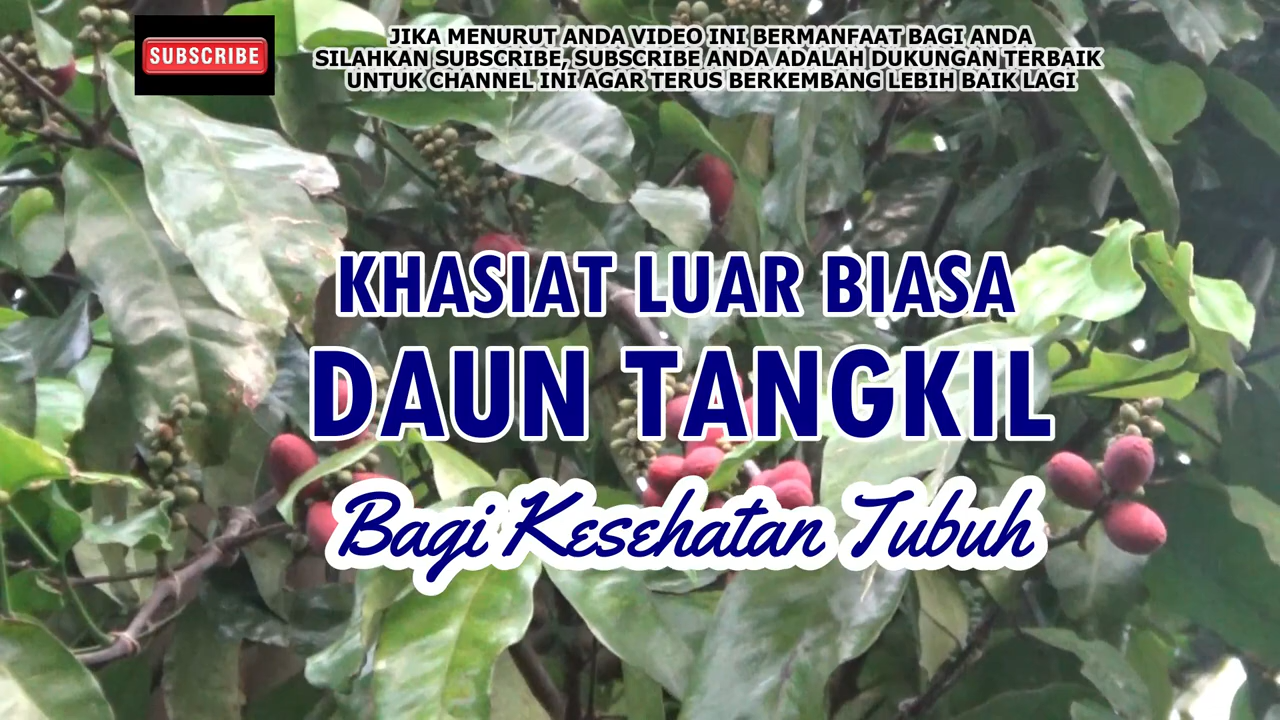 SUBSCRIBE
JIKA MENURUT ANDA VIDEO INI BERMANFAAT BAGI ANDA
SILAHKAN SUBSCRIBE, SUBSCRIBE ANDA ADALAH DUKUNGAN TERBAIK
UNTUK CHANNEL INI AGAR TERUS BERKEMBANG LEBIH BAIK LAGI
KHASIAT LUAR BIASA
DAUN TANGKIL
Bagi Kesehatan Tubuh